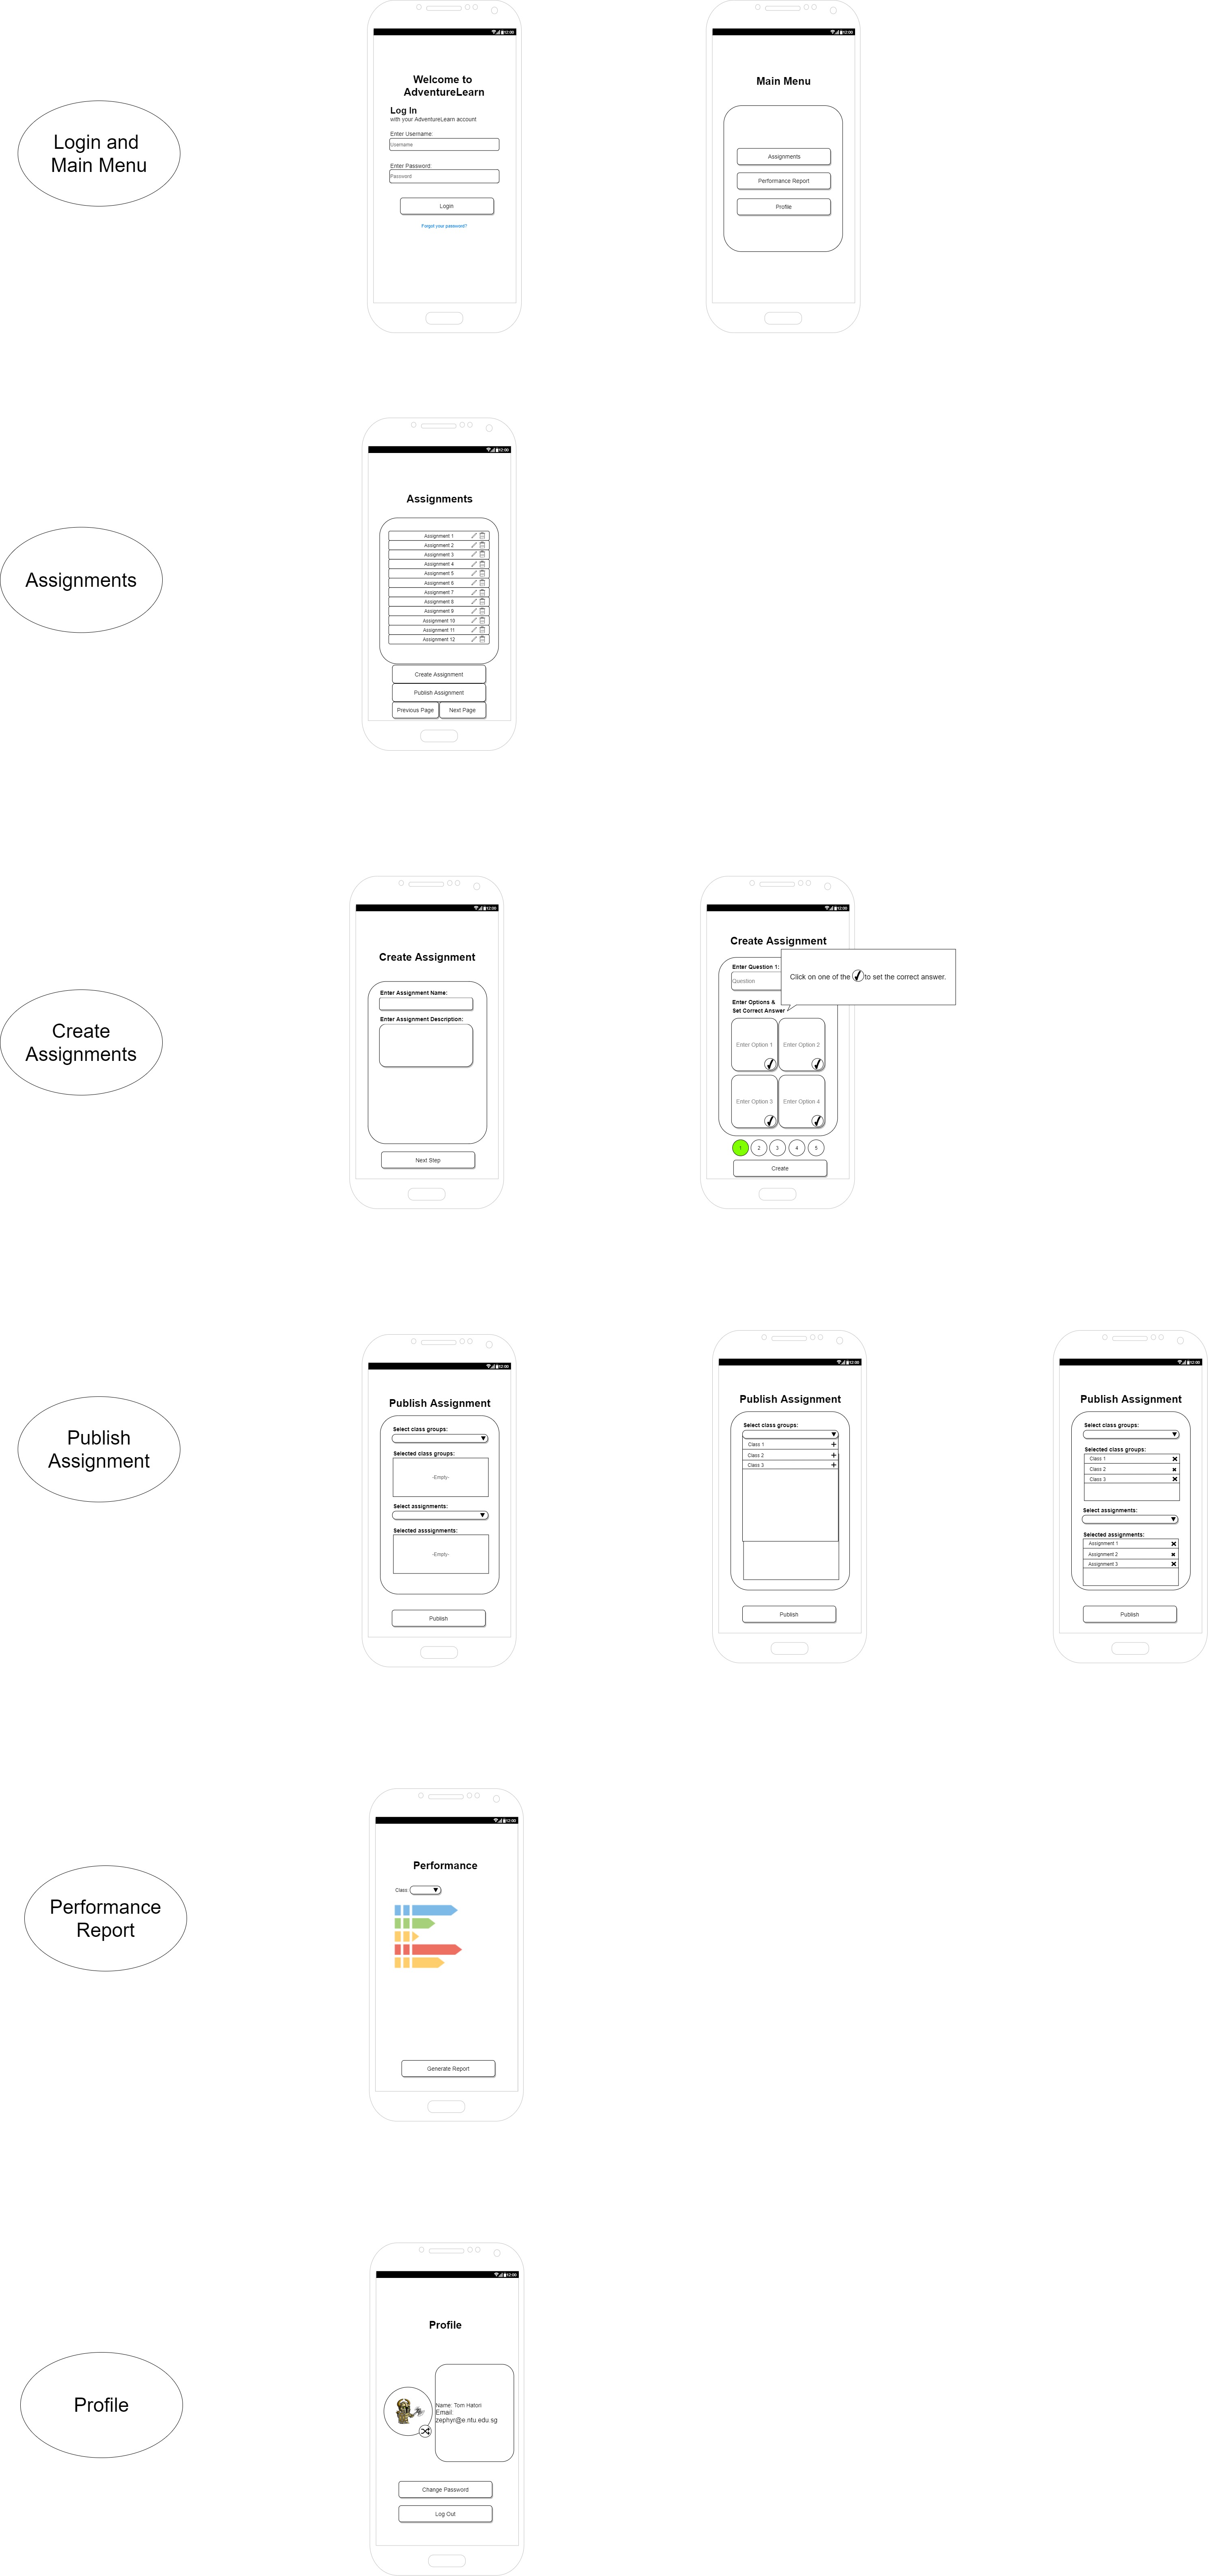 Login and
Main Menu
12:00
Welcome to
AdventureLearn
Log In
with your AdventureLearn account
Enter Username:
Username
Enter Password:
Password
Login
Forgot your password?
12:00
Main Menu
Assignments
Performance Report
Profile
Assignments
12:00
Assignments
Assignment 1
Assignment 2
Assignment 3
Assignment 4
Assignment 5
Assignment 6
Assignment 7
Assignment 8
Assignment 9
Assignment 10
Assignment 11
Assignment 12
Create Assignment
Publish Assignment
Previous Page
Next Page
Create
Assignments
12:00
Create Assignment
Enter Assignment Name:
Enter Assignment Description:
Next Step
12:00
Create Assignment
Click on one of the to set the correct answer.
Enter Question 1:
Question
Enter Options &
Set Correct Answer
Enter Option 1
Enter Option 2
Enter Option 3
Enter Option 4
1
2
3
4
5
Create
Publish
Assignment
12:00
Publish Assignment
Select class groups:
Selected class groups:
-Empty-
Select assignments:
Selected asssignments:
-Empty-
Publish
12:00
Publish Assignment
Select class groups:
Class 1
Class 2
Class 3
Publish
12:00
Publish Assignment
Select class groups:
Selected class groups:
Class 1
Class 2
Class 3
Select assignments:
Selected assignments:
Assignment 1
Assignment 2
Assignment 3
Publish
Performance
Report
12:00
Performance
Class:
Generate Report
Profile
12:00
Profile
Name: Tom Hatori
Email:
zephyr@e.ntu.edu.sg
Change Password
Log Out